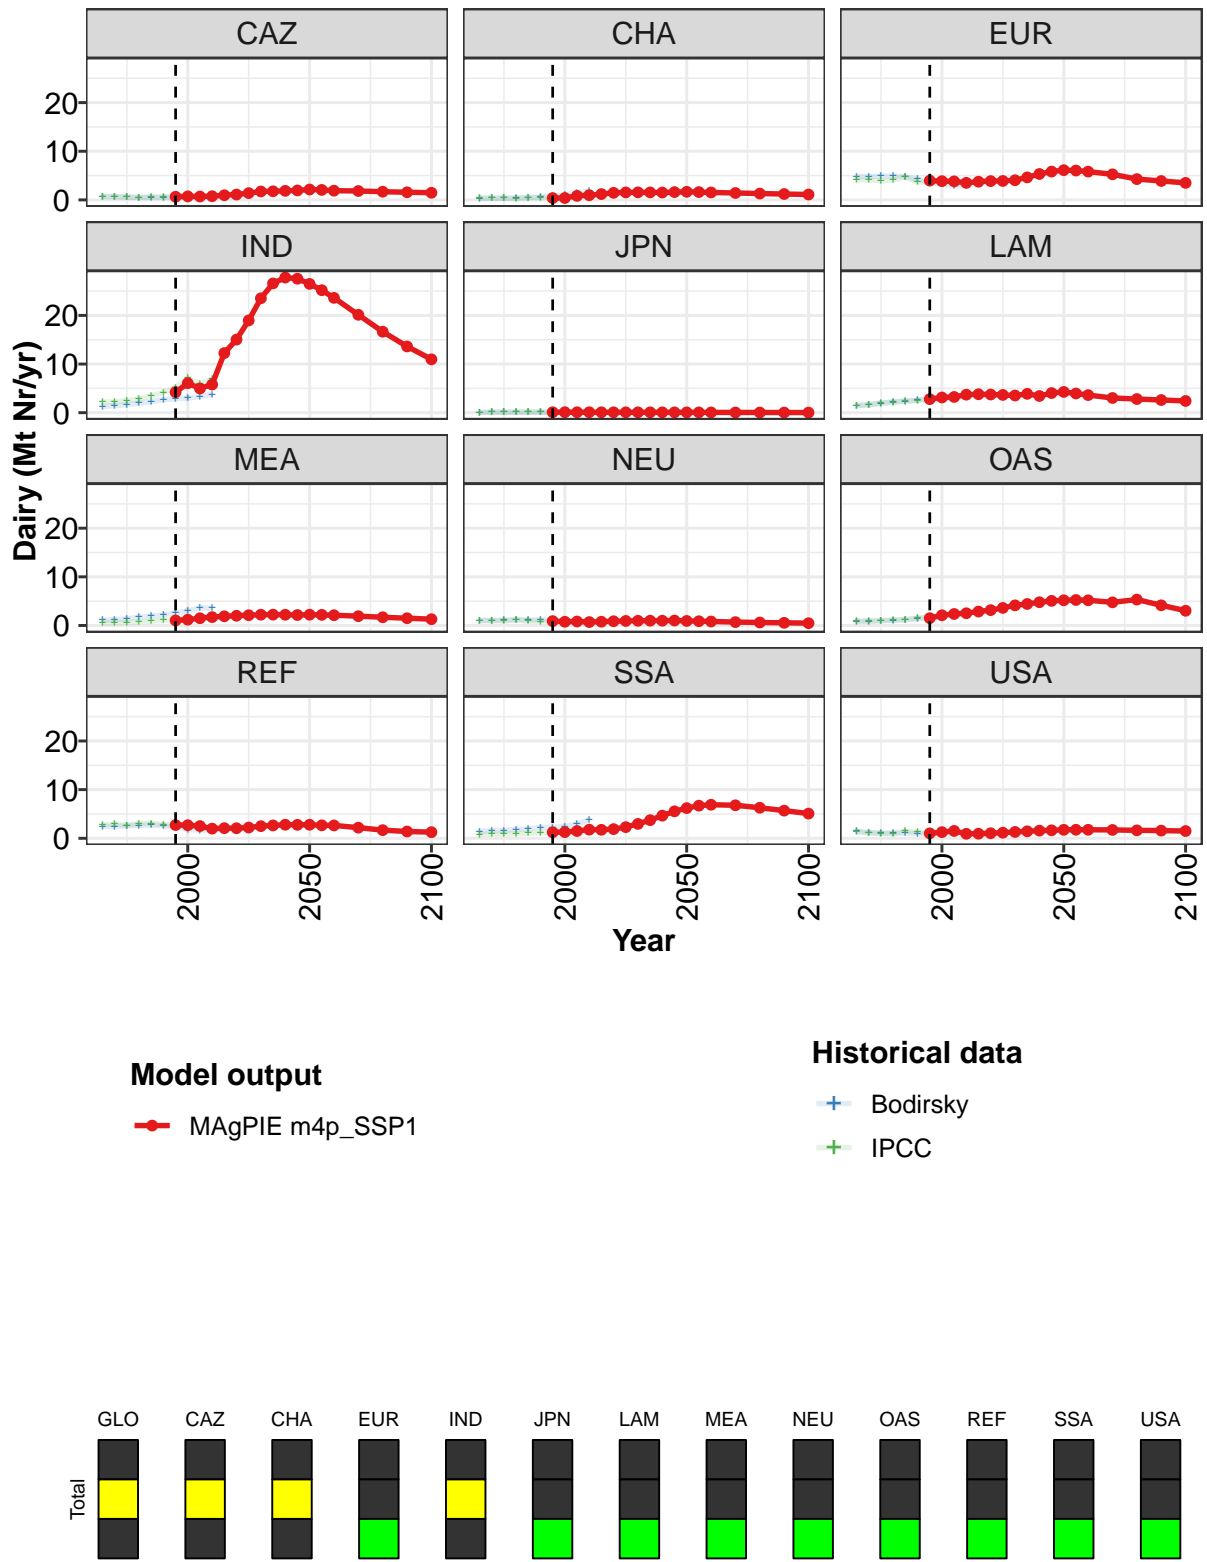 CAZ CHA EUR
20
10
0
IND JPN LAM
20
10
0
MEA NEU OAS
20
10
0
REF SSA USA
20
10
0
Dairy (Mt Nr/yr)
2000 2050 2100 2000 2050 2100 2000 2050 2100
Year
Model output
MAgPIE m4p_SSP1
Historical data
Bodirsky
IPCC
GLO CAZ CHA EUR IND JPN LAM MEA NEU OAS REF SSA USA
Total